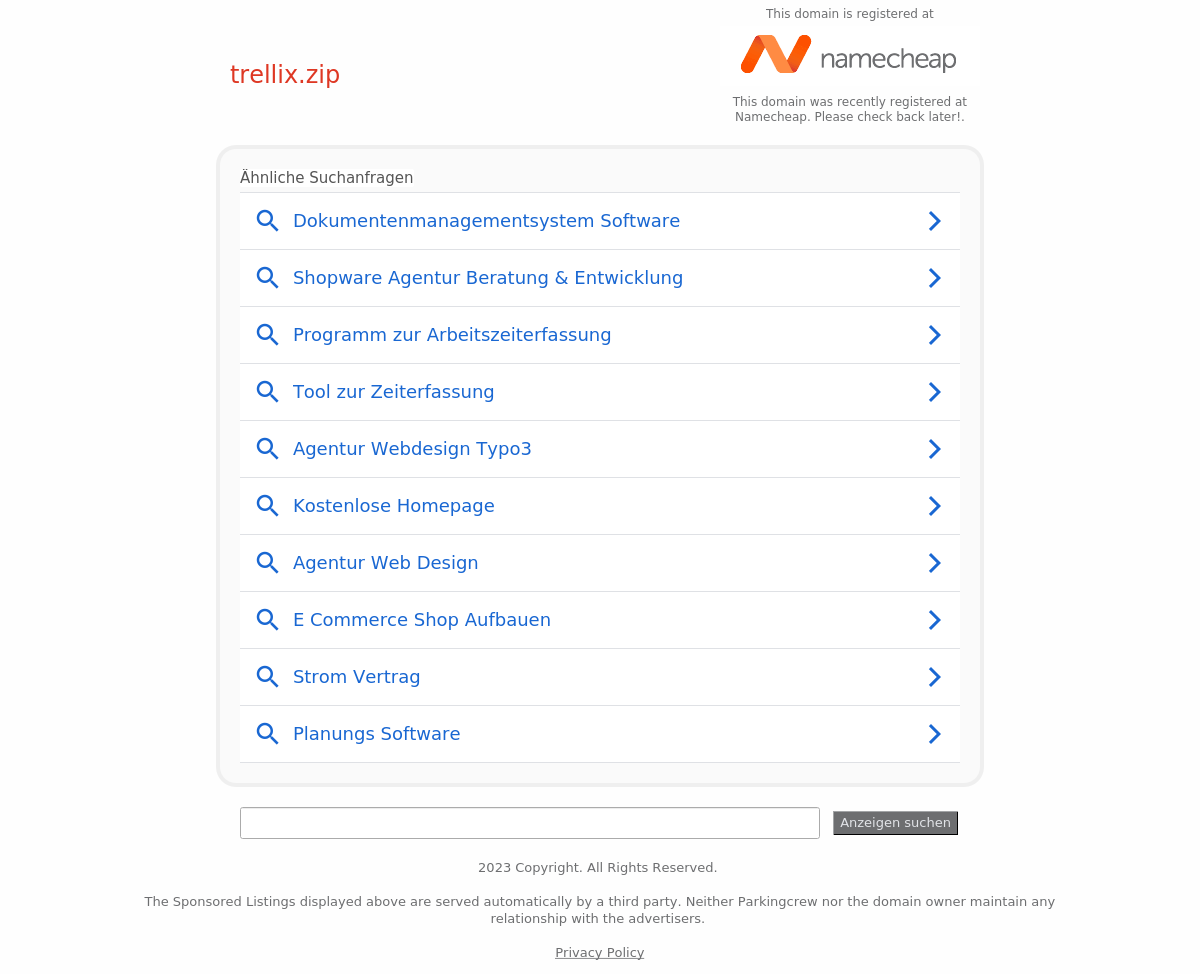 This domain is registered at
namecheap
trellix.zip
This domain was recently registered at
Namecheap. Please check back later!.
Ähnliche Suchanfragen
Dokumentenmanagementsystem Software
Shopware Agentur Beratung & Entwicklung
Programm zur Arbeitszeiterfassung
Tool zur Zeiterfassung
Agentur Webdesign Typo3
Kostenlose Homepage
Agentur Web Design
E Commerce Shop Aufbauen
Strom Vertrag
Planungs Software
Anzeigen suchen
2023 Copyright. All Rights Reserved.
The Sponsored Listings displayed above are served automatically by a third party. Neither Parkingcrew nor the domain owner maintain any
relationship with the advertisers.
Privacy Policy